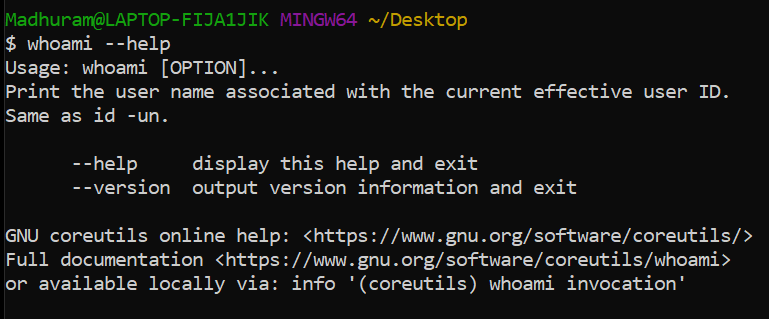 Madhuram@LAPTOP-FIJA1JIK MINGW64 ~/Desktop
$ whoami --help
Usage: whoami [OPTION]...
Print the user name associated with the current effective user ID.
Same as id -un.
--help display this help and exit
--version output version information and exit
GNU coreutils online help: <https://www.gnu.org/software/coreutils/>
Full documentation <https://www.gnu.org/software/coreutils/whoami>
or available locally via: info '(coreutils) whoami invocation'